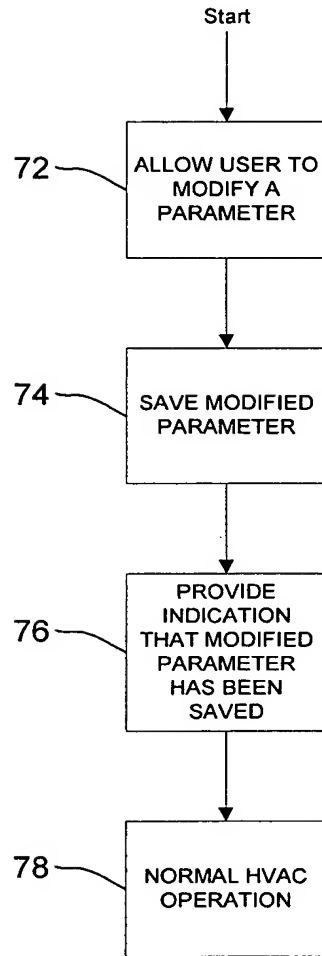 Start
72
ALLOW USER TO
MODIFY A
PARAMETER
74
SAVE MODIFIED
PARAMETER
76
PROVIDE
INDICATION
THAT MODIFIED
PARAMETER
HAS BEEN
SAVED
78
NORMAL HVAC
OPERATION